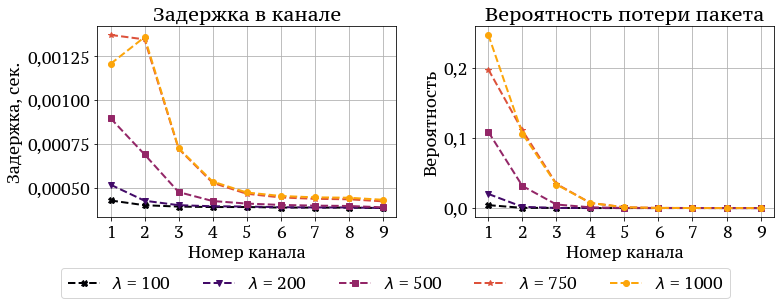 Задержка в канале
Задержка, сек.
0,00125
0,00100
0,00075
0,00050
1 2 3 4 5 6 7 8 9
Номер канала
Вероятность потери пакета
Вероятность
0,2
0,1
0,0
1 2 3 4 5 6 7 8 9
Номер канала
λ = 100 λ = 200 λ = 500 λ = 750 λ = 1000